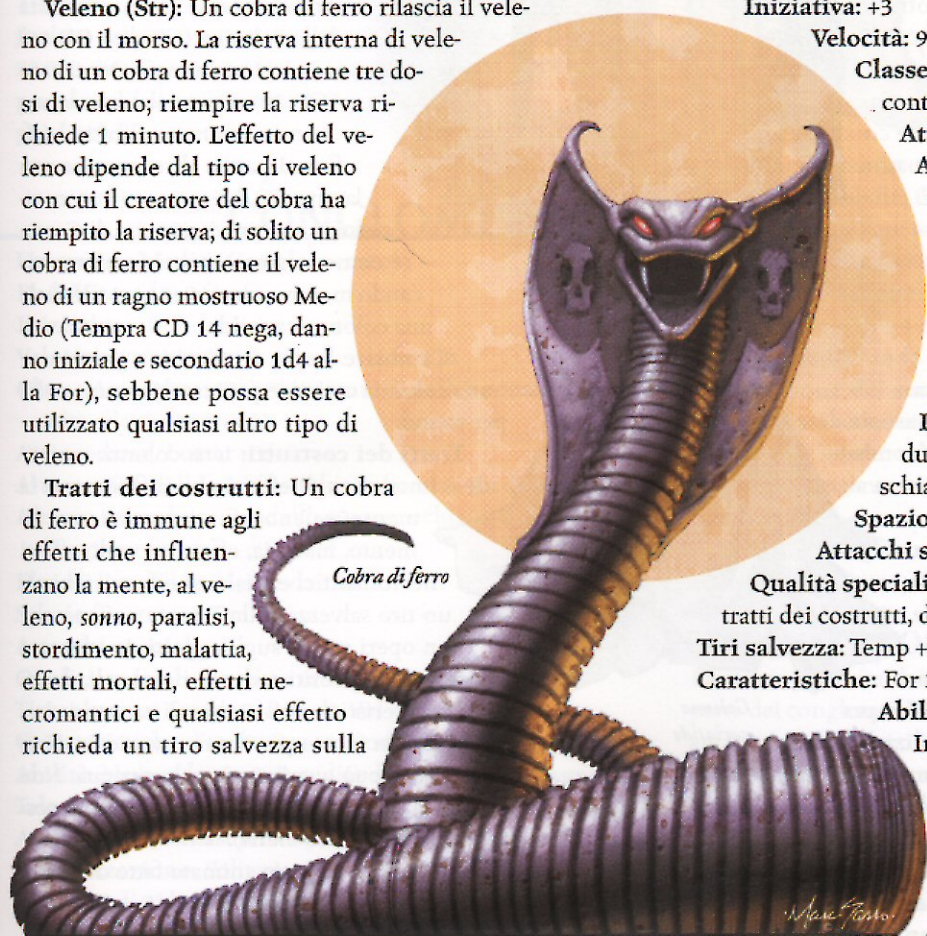 Veleno (Str): Un cobra di ferro rilascia il vele-
no con il morso. La riserva interna di vele-
no di un cobra di ferro contiene tre do-
si di veleno; riempire la riserva ri-
chiede 1 minuto. L'effetto del ve-
leno dipende dal tipo di veleno
con cui il creatore del cobra ha
riempito la riserva; di solito un
cobra di ferro contiene il vele-
no di un ragno mostruoso Me-
dio (Tempra CD 14 nega, dan-
no iniziale e secondario 1d4 al-
la For), sebbene possa essere
utilizzato qualsiasi altro tipo di
veleno.
Tratti dei costrutti: Un cobra
di ferro è immune agli
effetti che influen-
zano la mente, al ve-
leno, sonno, paralisi,
stordimento, malattia,
effetti mortali, effetti ne-
cromantici e qualsiasi effetto
richieda un tiro salvezza sulla
Cobra di ferro
Iniziativa: +3
Velocità: 9
Classe
cont
At
A
du
schia
Spazio
Attacchi s
Qualità speciali
tratti dei costrutti, d
Tiri salvezza: Temp +
Caratteristiche: For
Abil
In